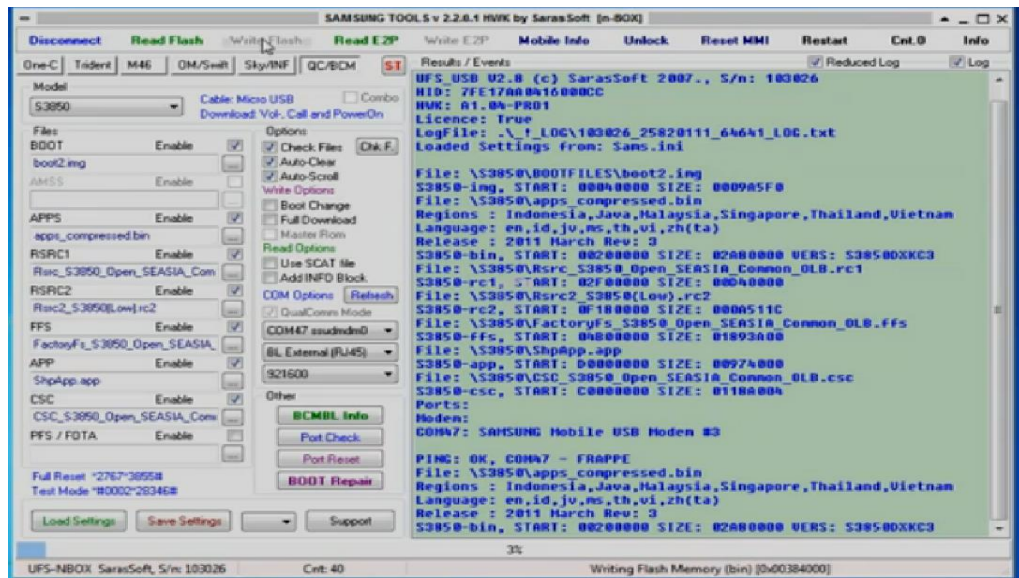 SAMSUNG TOOLS v 2.2.0.1 HWK by SarasSoft [n-BOX]
Disconnect Read Flash Write Flash Read E2P Write E2P Mobile Info Unlock Reset MMI Restart Cnt.0 Info
One-C Trident M46 OM/Swift Sky/INF QC/BCM ST
Results / Events Reduced Log Log
Model
S3850
Cable: Micro USB Combo
Download: Vol-, Call and PowerOn
Files
BOOT Enable
boot2.img
AMSS Enable
APPS Enable
apps_compressed.bin
RSRC1 Enable
Rsrc_S3850_Open_SEASIA_Com
RSRC2 Enable
Rsrc2_S3850(Low).rc2
FFS Enable
FactoryFs_S3850_Open_SEASIA_
APP Enable
ShpApp.app
CSC Enable
CSC_S3850_Open_SEASIA_Com
PFS / FOTA Enable
Full Reset *2767*3855#
Test Mode *#0002*28346#
Load Settings Save Settings Support
Options
Check Files Chk F.
Auto-Clear
Auto-Scroll
Write Options
Boot Change
Full Download
Master Rom
Read Options
Use SCAT file
Add INFO Block
COM Options Refresh
QualComm Mode
COM47 ssudmdm0
BL External (RJ45)
921600
Other
BCMBL Info
Port Check
Port Reset
BOOT Repair
UFS_USB V2.8 (c) SarasSoft 2007., S/n: 103026
HID: 7FE17AA0416000CC
HWK: A1.04-PRO1
Licence: True
LogFile: .\_!_LOG\103026_25820111_64641_LOG.txt
Loaded Settings from: Sams.ini
File: \S3850\BOOTFILES\boot2.img
S3850-img, START: 00040000 SIZE: 0009A5F0
File: \S3850\apps_compressed.bin
Regions : Indonesia,Java,Malaysia,Singapore,Thailand,Vietnam
Language: en,id,jv,ms,th,vi,zh(ta)
Release : 2011 March Rev: 3
S3850-bin, START: 00200000 SIZE: 02A80000 VERS: S3850DXKC3
File: \S3850\Rsrc_S3850_Open_SEASIA_Common_OLB.rc1
S3850-rc1, START: 02F00000 SIZE: 00D40000
File: \S3850\Rsrc2_S3850(Low).rc2
S3850-rc2, START: 0F180000 SIZE: 000A511C
File: \S3850\FactoryFs_S3850_Open_SEASIA_Common_OLB.ffs
S3850-ffs, START: 04800000 SIZE: 01893A00
File: \S3850\ShpApp.app
S3850-app, START: D0000000 SIZE: 00974000
File: \S3850\CSC_S3850_Open_SEASIA_Common_OLB.csc
S3850-csc, START: C0000000 SIZE: 0118A004
Ports:
Modem:
COM47: SAMSUNG Mobile USB Modem #3
PING: OK, COM47 - FRAPPE
File: \S3850\apps_compressed.bin
Regions : Indonesia,Java,Malaysia,Singapore,Thailand,Vietnam
Language: en,id,jv,ms,th,vi,zh(ta)
Release : 2011 March Rev: 3
S3850-bin, START: 00200000 SIZE: 02A80000 VERS: S3850DXKC3
3%
UFS-NBOX SarasSoft, S/n: 103026 Cnt: 40 Writing Flash Memory (bin) [0x00384000]